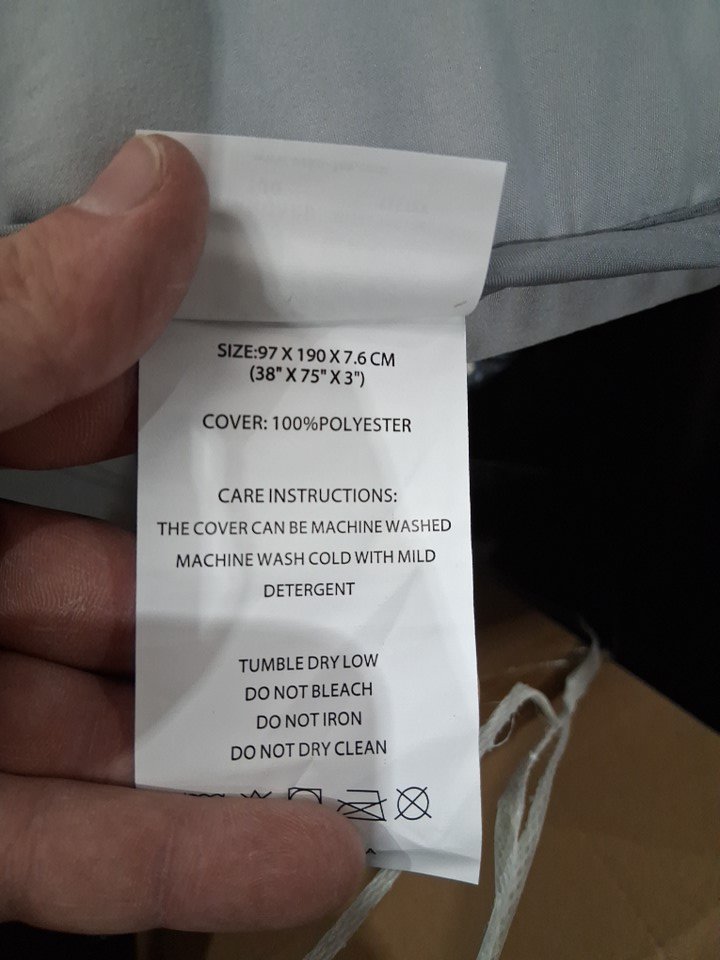 SIZE:97 X 190 X 7.6 CM
(38" X 75" X 3")
COVER: 100%POLYESTER
CARE INSTRUCTIONS:
THE COVER CAN BE MACHINE WASHED
MACHINE WASH COLD WITH MILD
DETERGENT
TUMBLE DRY LOW
DO NOT BLEACH
DO NOT IRON
DO NOT DRY CLEAN